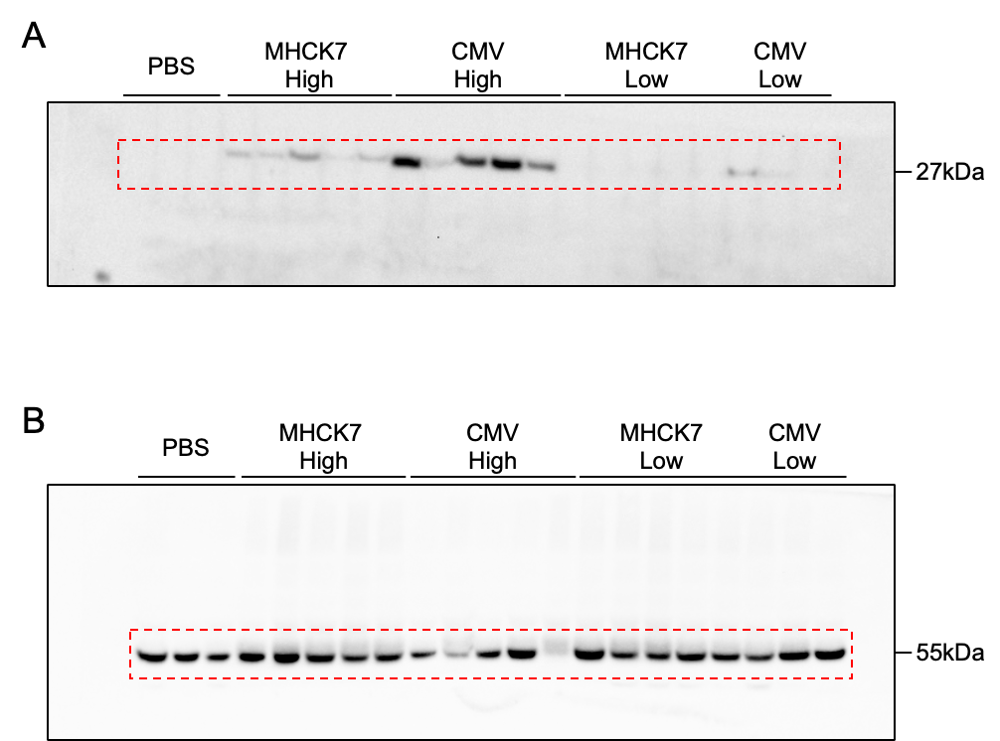 A
PBS
MHCK7
High
CMV
High
MHCK7
Low
CMV
Low
27kDa
B
PBS
MHCK7
High
CMV
High
MHCK7
Low
CMV
Low
55kDa